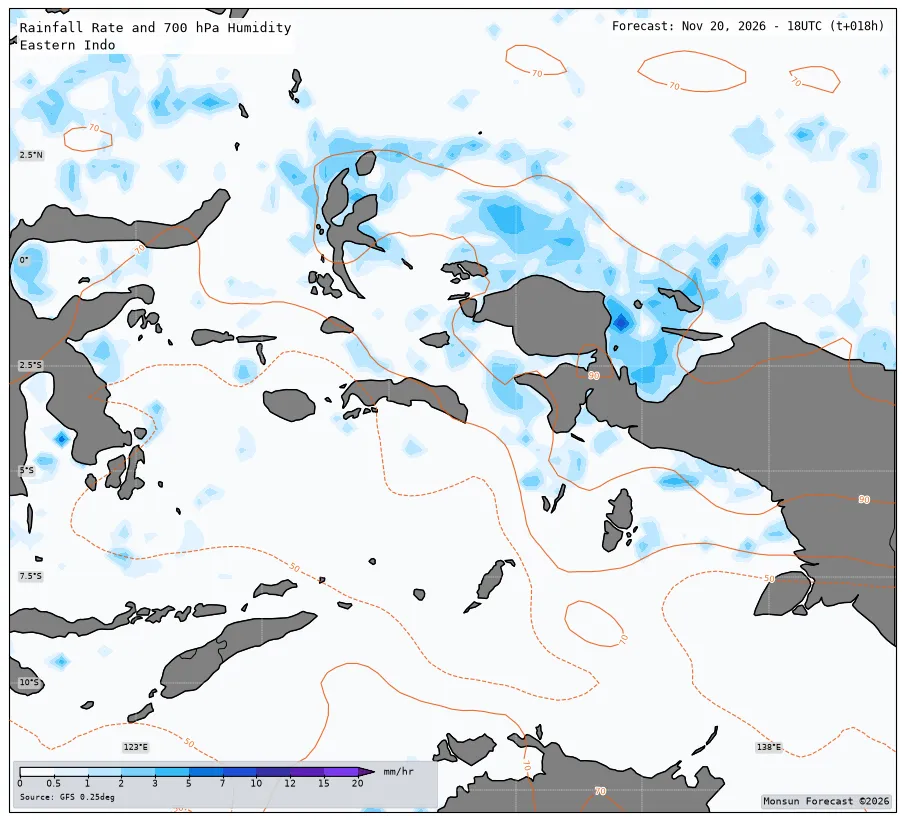 Rainfall Rate and 700 hPa Humidity
Eastern Indo
Forecast: Nov 20, 2026 - 18UTC (t+018h)
70
70
70
70
2.5°N
70
0°
2.5°S
90
5°S
90
50
7.5°S
50
70
10°S
50
123°E
138°E
70
70
mm/hr
0 0.5 1 2 3 5 7 10 15 20
Source: GFS 0.25deg
Monsun Forecast ©2026